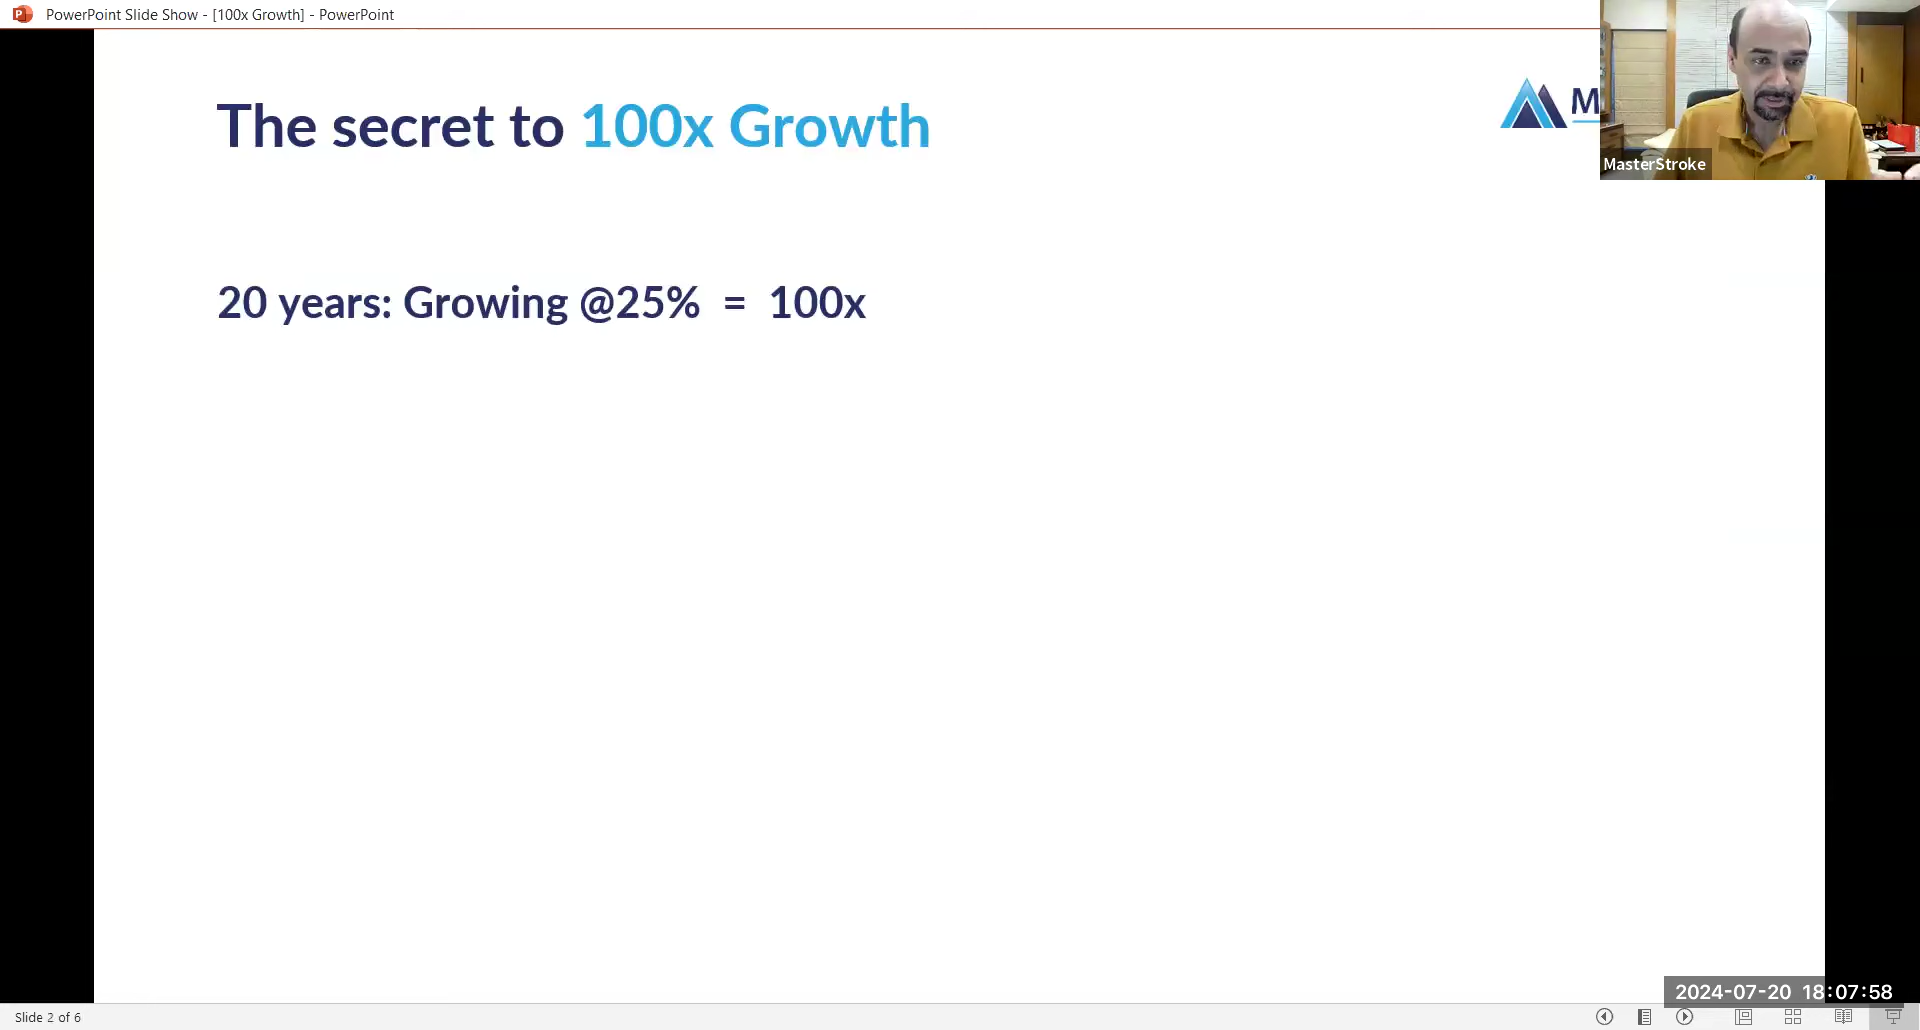 PowerPoint Slide Show - [100x Growth] - PowerPoint
The secret to 100x Growth
M
MasterStroke
20 years: Growing @25% = 100x
2024-07-20 18:07:58
Slide 2 of 6